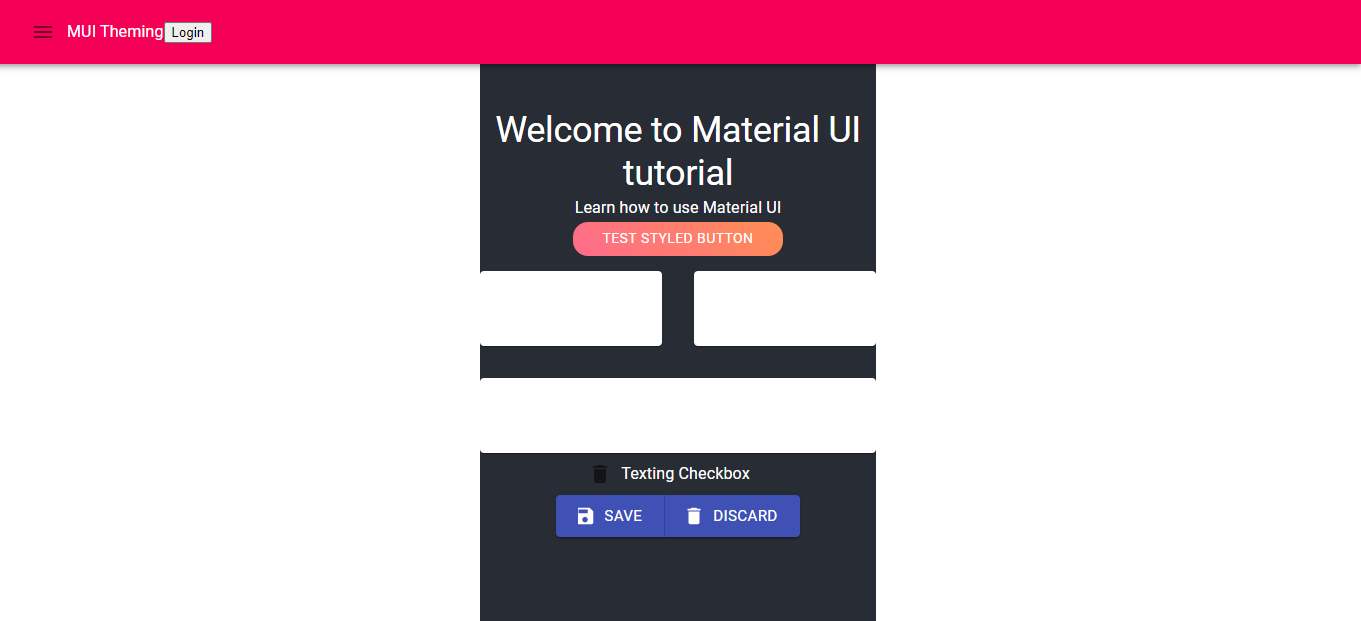 MUI Theming Login
Welcome to Material UI
tutorial
Learn how to use Material UI
TEST STYLED BUTTON
Texting Checkbox
SAVE DISCARD